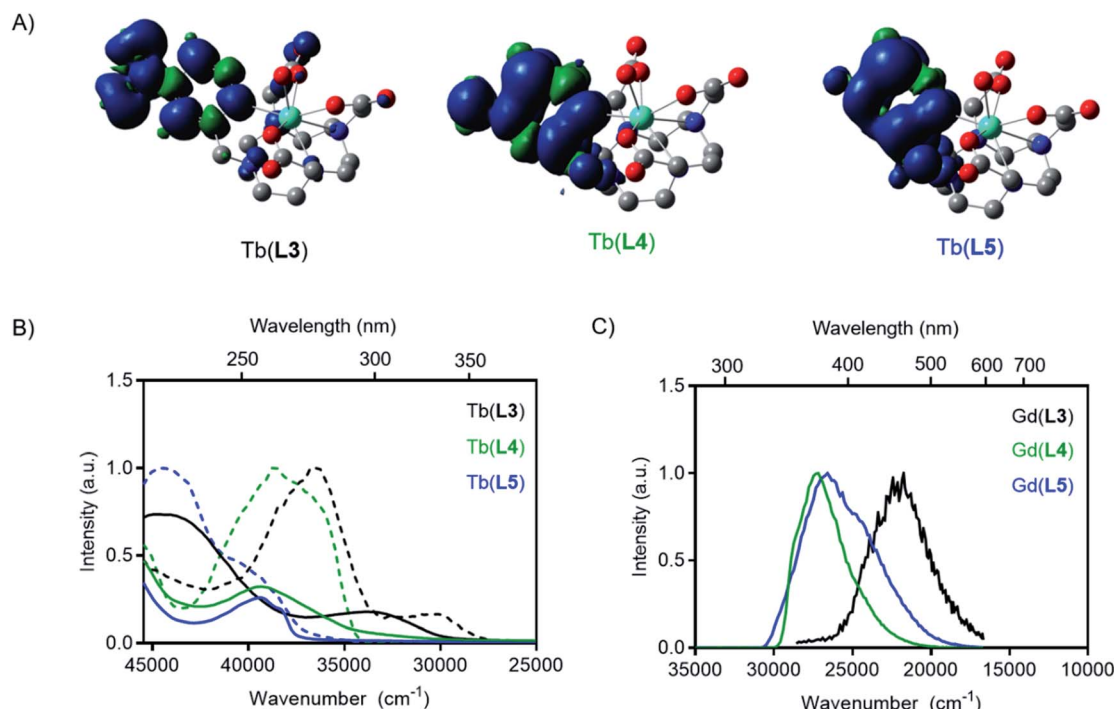 A)
Tb(L3)
Tb(L4)
Tb(L5)
B)
Wavelength (nm)
250
300
350
1.5
1.0
0.5
0.0
Intensity (a.u.)
Tb(L3)
Tb(L4)
Tb(L5)
45000
40000
35000
30000
25000
Wavenumber (cm⁻¹)
C)
Wavelength (nm)
300
400
500
600
700
1.5
1.0
0.5
0.0
Intensity (a.u.)
Gd(L3)
Gd(L4)
Gd(L5)
35000
30000
25000
20000
15000
10000
Wavenumber (cm⁻¹)